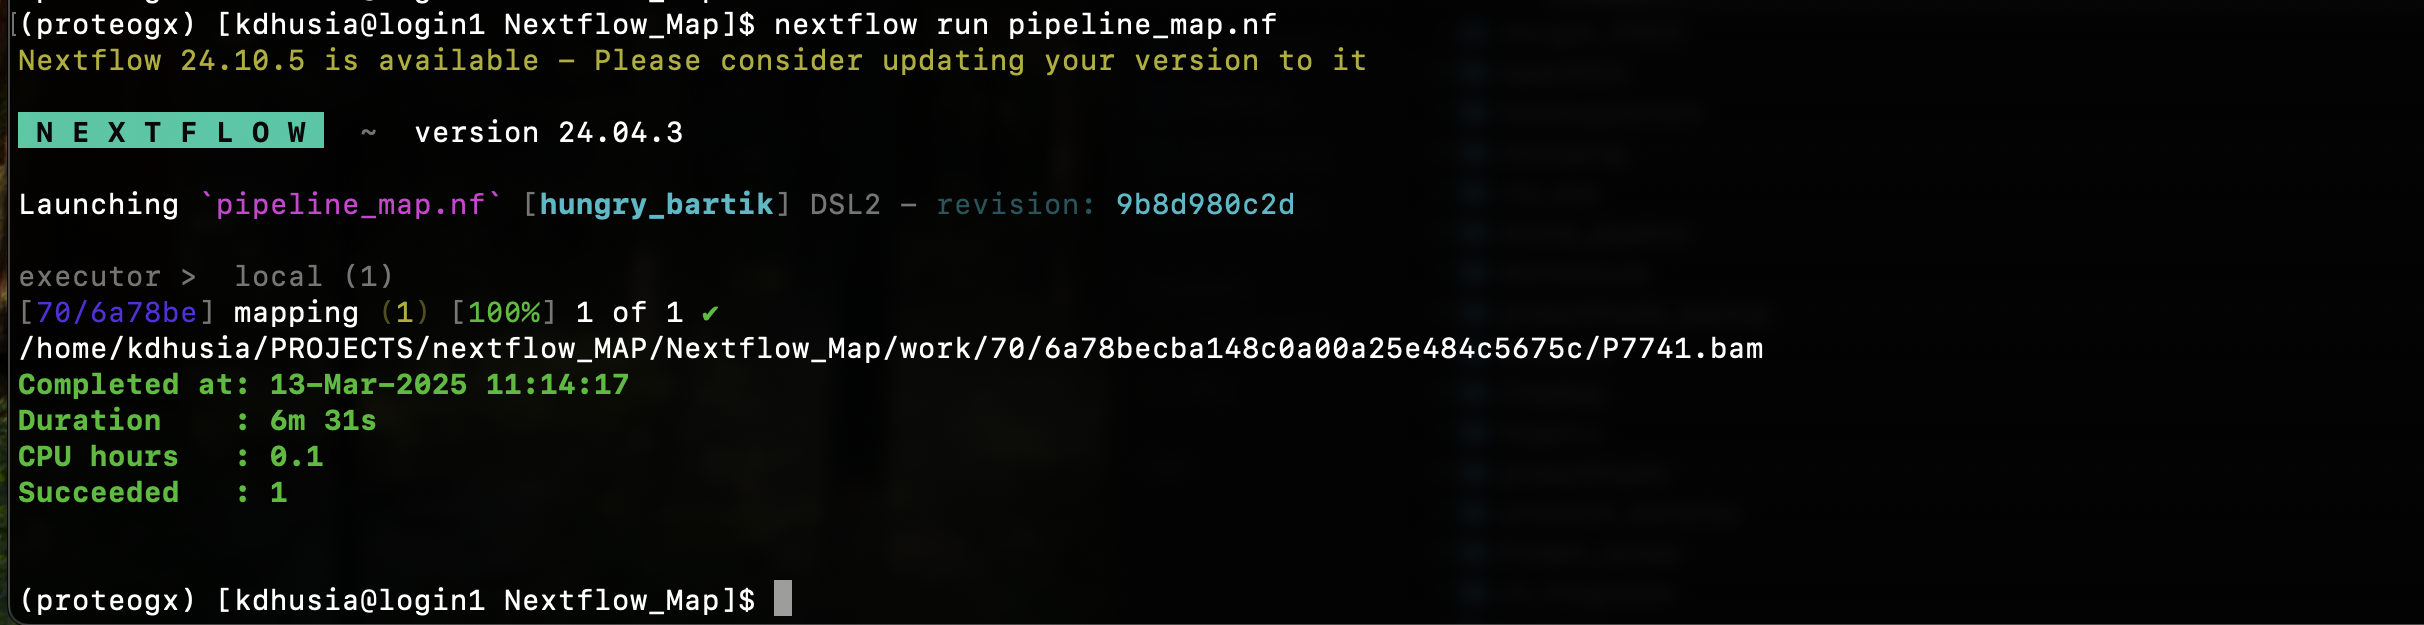 (proteogx) [kdhusia@login1 Nextflow_Map]$ nextflow run pipeline_map.nf
Nextflow 24.10.5 is available - Please consider updating your version to it
N E X T F L O W ~ version 24.04.3
Launching `pipeline_map.nf` [hungry_bartik] DSL2 - revision: 9b8d980c2d
executor > local (1)
[70/6a78be] mapping (1) [100%] 1 of 1 ✔
/home/kdhusia/PROJECTS/nextflow_MAP/Nextflow_Map/work/70/6a78becba148c0a00a25e484c5675c/P7741.bam
Completed at: 13-Mar-2025 11:14:17
Duration : 6m 31s
CPU hours : 0.1
Succeeded : 1
(proteogx) [kdhusia@login1 Nextflow_Map]$